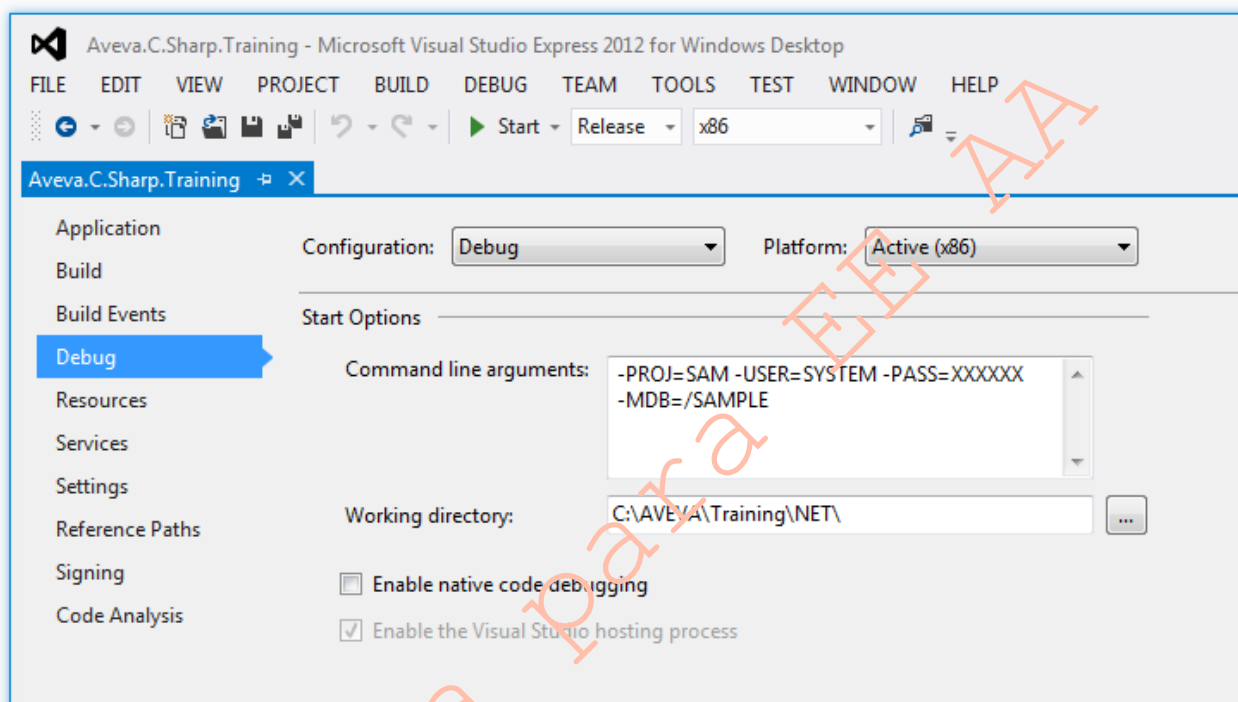 Aveva.C.Sharp.Training - Microsoft Visual Studio Express 2012 for Windows Desktop
FILE EDIT VIEW PROJECT BUILD DEBUG TEAM TOOLS TEST WINDOW HELP
Start Release x86
Aveva.C.Sharp.Training
Application
Configuration: Debug Platform: Active (x86)
Build
Build Events
Start Options
Debug
Command line arguments: -PROJ=SAM -USER=SYSTEM -PASS=XXXXXX
-MDB=/SAMPLE
Resources
Services
Settings
Working directory: C:\AVEVA\Training\NET\ ...
Reference Paths
Signing
Enable native code debugging
Code Analysis
Enable the Visual Studio hosting process
para EE AA